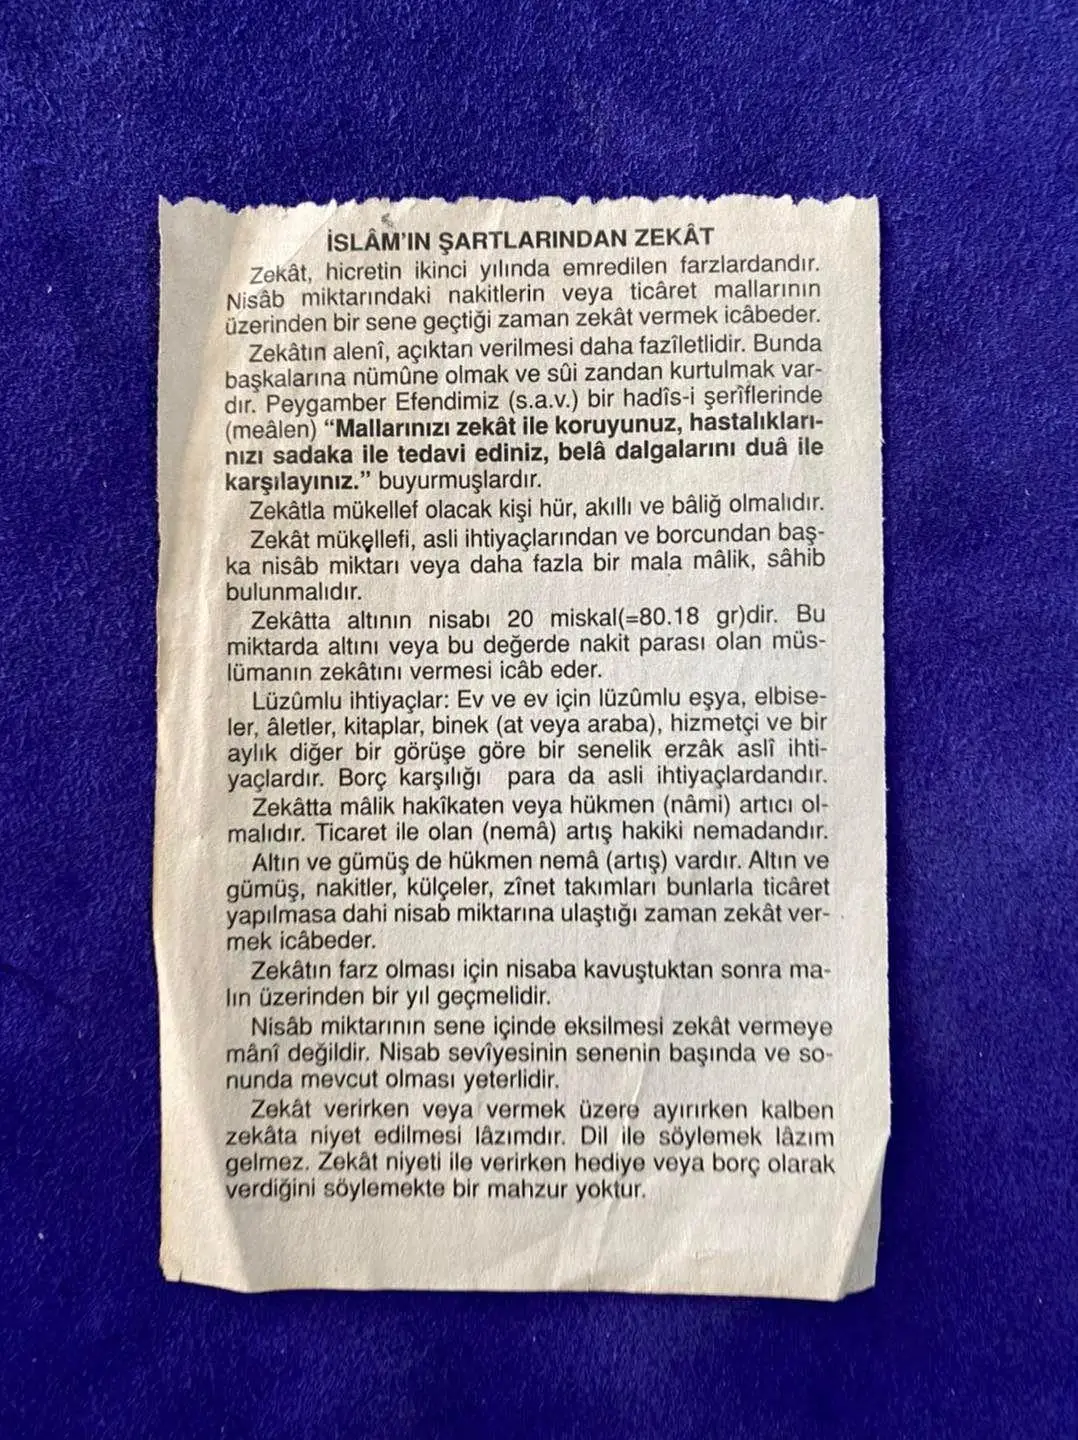 İSLÂM'IN ŞARTLARINDAN ZEKÂT
Zekât, hicretin ikinci yılında emredilen farzlardandır.
Nisâb miktarındaki nakitlerin veya ticâret mallarının
üzerinden bir sene geçtiği zaman zekât vermek icâbeder.
Zekâtın alenî, açıktan verilmesi daha fazîletlidir. Bunda
başkalarına nümûne olmak ve sûi zandan kurtulmak var-
dır. Peygamber Efendimiz (s.a.v.) bir hadîs-i şerîflerinde
(meâlen) “Mallarınızı zekât ile koruyunuz, hastalıkları-
nızı sadaka ile tedavi ediniz, belâ dalgalarını duâ ile
karşılayınız.” buyurmuşlardır.
Zekâtla mükellef olacak kişi hür, akıllı ve bâliğ olmalıdır.
Zekât mükellefi, asli ihtiyaçlarından ve borcundan baş-
ka nisâb miktarı veya daha fazla bir mala mâlik, sâhib
bulunmalıdır.
Zekâtta altının nisabı 20 miskal(=80.18 gr)dir. Bu
miktarda altını veya bu değerde nakit parası olan müs-
lümanın zekâtını vermesi icâb eder.
Lüzûmlu ihtiyaçlar: Ev ve ev için lüzûmlu eşya, elbise-
ler, âletler, kitaplar, binek (at veya araba), hizmetçi ve bir
aylık diğer bir görüşe göre bir senelik erzâk aslî ihti-
yaçlardır. Borç karşılığı para da asli ihtiyaçlardandır.
Zekâtta mâlik hakîkaten veya hükmen (nâmi) artıcı ol-
malıdır. Ticaret ile olan (nemâ) artış hakiki nemadandır.
Altın ve gümüş de hükmen nemâ (artış) vardır. Altın ve
gümüş, nakitler, külçeler, zînet takımları bunlarla ticâret
yapılmasa dahi nisab miktarına ulaştığı zaman zekât ver-
mek icâbeder.
Zekâtın farz olması için nisaba kavuştuktan sonra ma-
lın üzerinden bir yıl geçmelidir.
Nisâb miktarının sene içinde eksilmesi zekât vermeye
mânî değildir. Nisab sevîyesinin senenin başında ve so-
nunda mevcut olması yeterlidir.
Zekât verirken veya vermek üzere ayırırken kalben
zekâta niyet edilmesi lâzımdır. Dil ile söylemek lâzım
gelmez. Zekât niyeti ile verirken hediye veya borç olarak
verdiğini söylemekte bir mahzur yoktur.